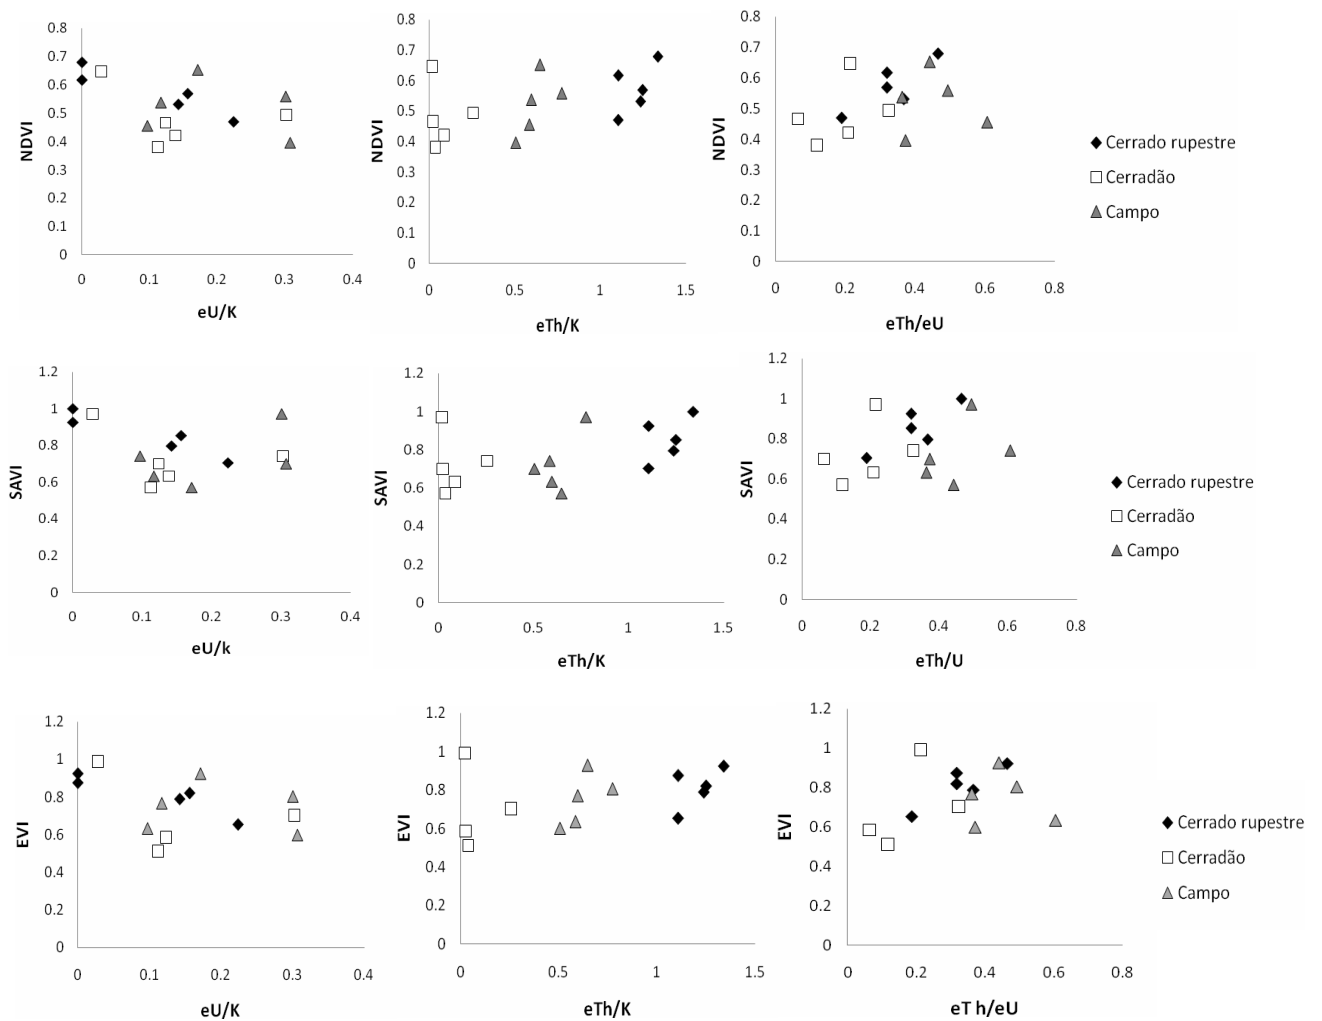 0.8
0.7
0.6
0.5
0.4
0.3
0.2
0.1
0
NDVI
0 0.1 0.2 0.3 0.4
eU/K
0.8
0.7
0.6
0.5
0.4
0.3
0.2
0.1
0
NDVI
0 0.5 1 1.5
eTh/K
0.8
0.7
0.6
0.5
0.4
0.3
0.2
0.1
0
NDVI
0 0.2 0.4 0.6 0.8
eTh/eU
Cerrado rupestre
Cerradão
Campo
1.2
1
0.8
0.6
0.4
0.2
0
SAVI
0 0.1 0.2 0.3 0.4
eU/k
1.2
1
0.8
0.6
0.4
0.2
0
SAVI
0 0.5 1 1.5
eTh/K
1.2
1
0.8
0.6
0.4
0.2
0
SAVI
0 0.2 0.4 0.6 0.8
eTh/U
Cerrado rupestre
Cerradão
Campo
1.2
1
0.8
0.6
0.4
0.2
0
EVI
0 0.1 0.2 0.3 0.4
eU/K
1.2
1
0.8
0.6
0.4
0.2
0
EVI
0 0.5 1 1.5
eTh/K
1.2
1
0.8
0.6
0.4
0.2
0
EVI
0 0.2 0.4 0.6 0.8
eT h/eU
Cerrado rupestre
Cerradão
Campo